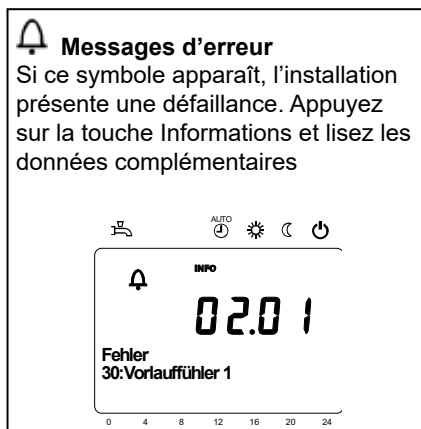 Messages d'erreur
Si ce symbole apparaît, l'installation
présente une défaillance. Appuyez
sur la touche Informations et lisez les
données complémentaires
AUTO
INFO
02.01
Fehler
30:Vorlauffühler 1
0 4 8 12 16 20 24